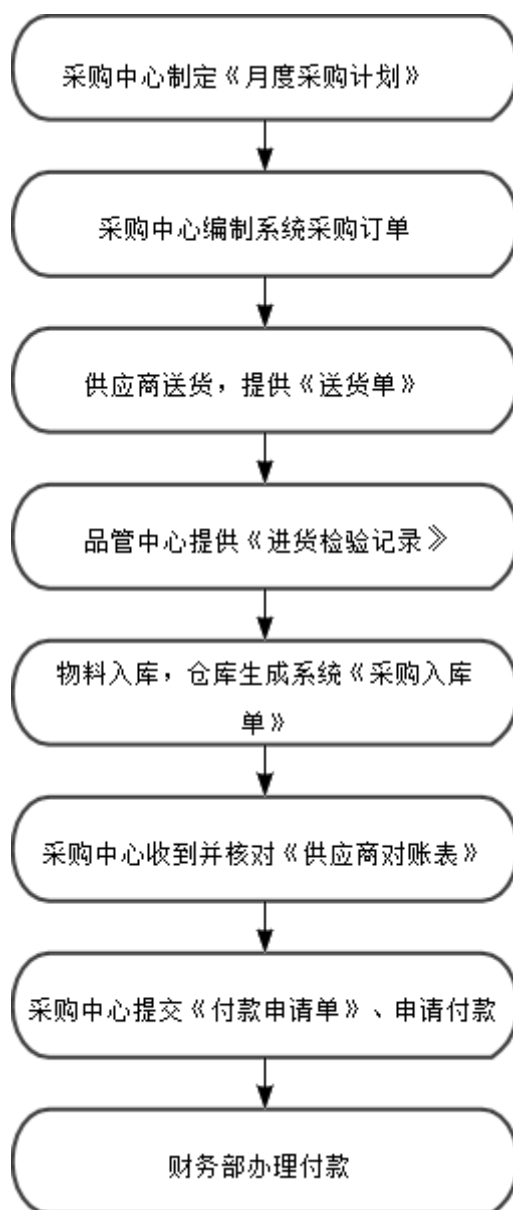 采购中心制定《月度采购计划》
采购中心编制系统采购订单
供应商送货，提供《送货单》
品管中心提供《进货检验记录》
物料入库，仓库生成系统《采购入库
单》
采购中心收到并核对《供应商对账表》
采购中心提交《付款申请单》、申请付款
财务部办理付款